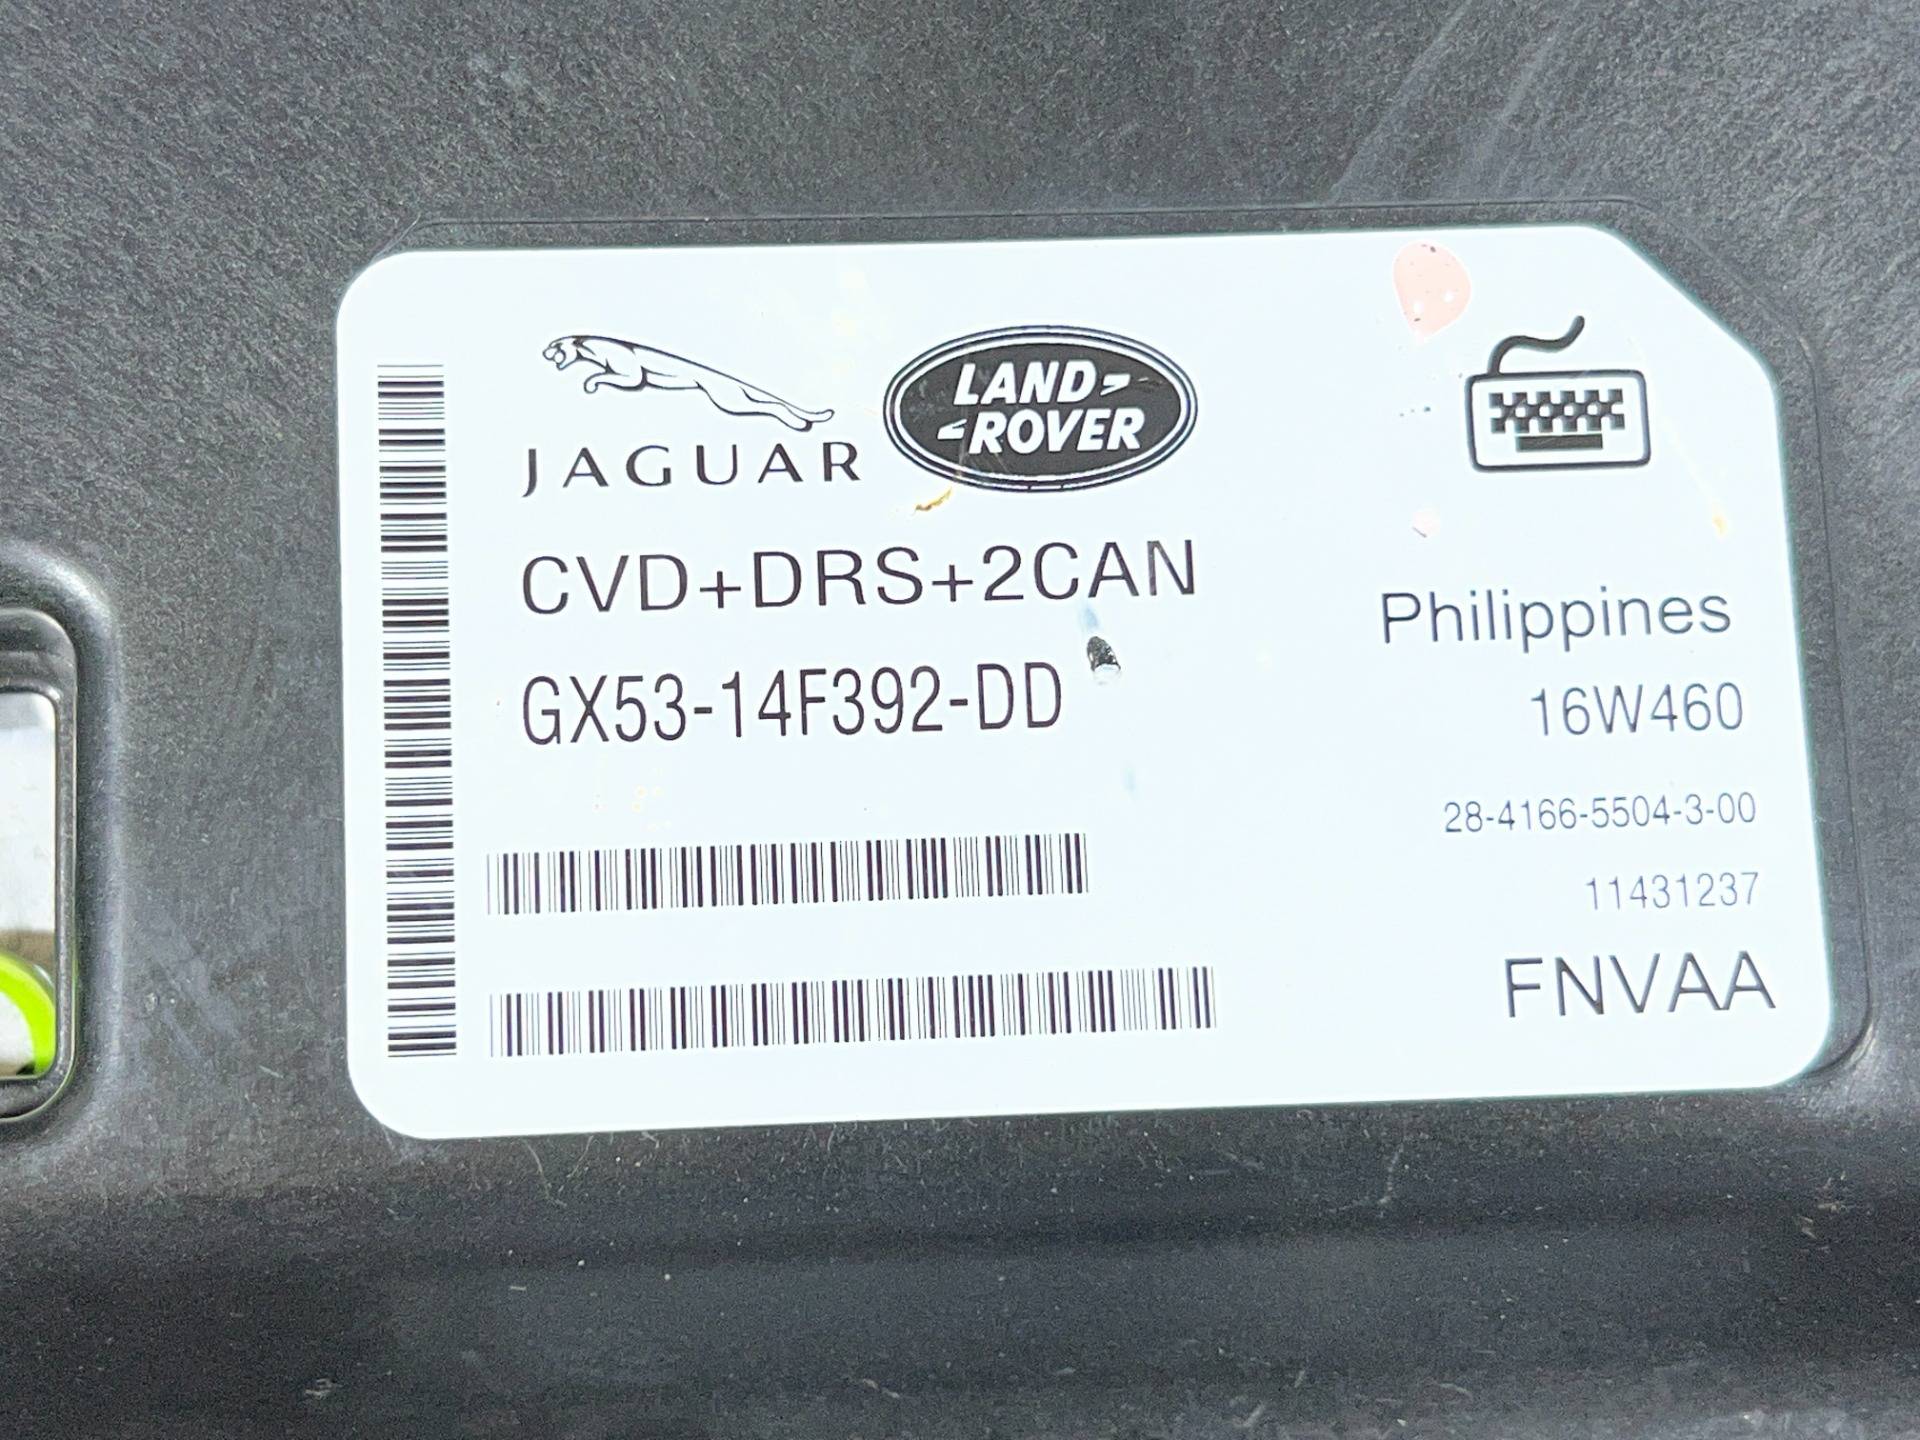 JAGUAR
LAND
ROVER
CVD+DRS+2CAN
GX53-14F392-DD
Philippines
16W460
28-4166-5504-3-00
11431237
FNVAA